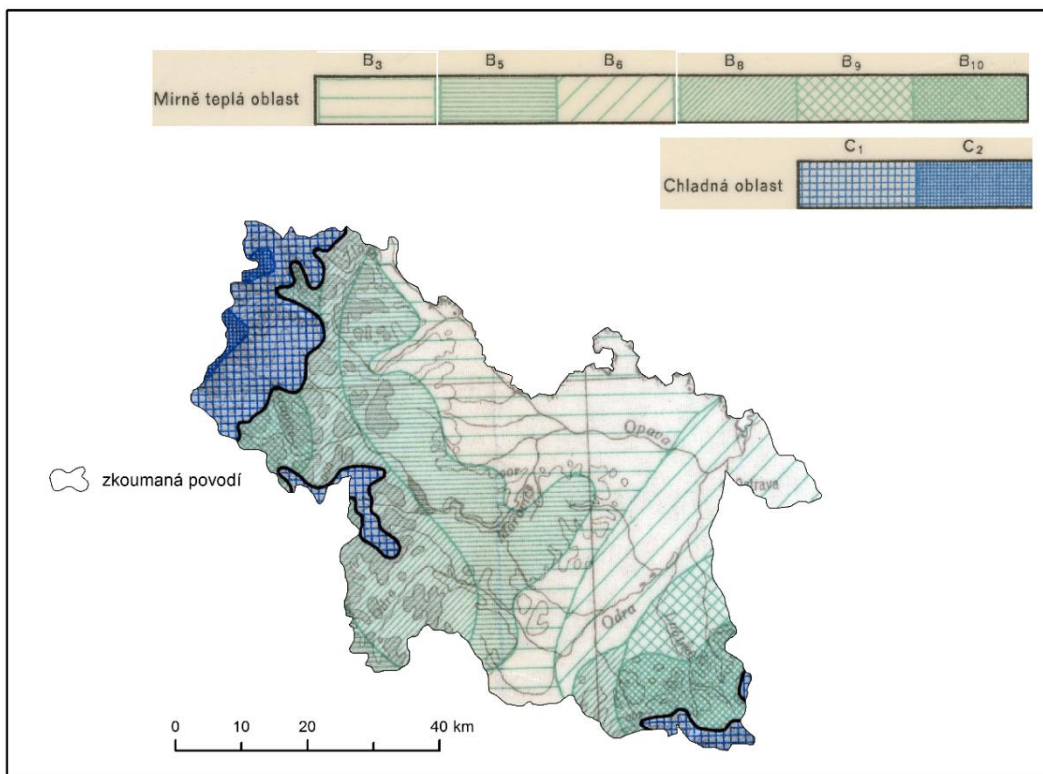 B₃ B₅ B₆ B₈ B₉ B₁₀
Mírně teplá oblast
C₁ C₂
Chladná oblast
Opava
zkoumaná povodí
Odra
0 10 20 40 km